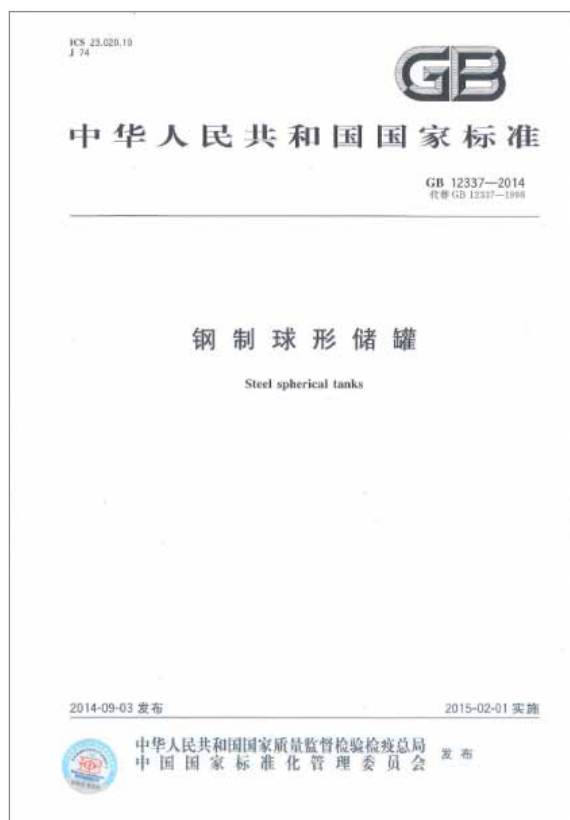 ICS 23.020.10
J 74
GB
中华人民共和国国家标准
GB 12337—2014
代替 GB 12337—1998
钢制球形储罐
Steel spherical tanks
2014-09-03 发布
2015-02-01 实施
中华人民共和国国家质量监督检验检疫总局
中国国家标准化管理委员会
发布